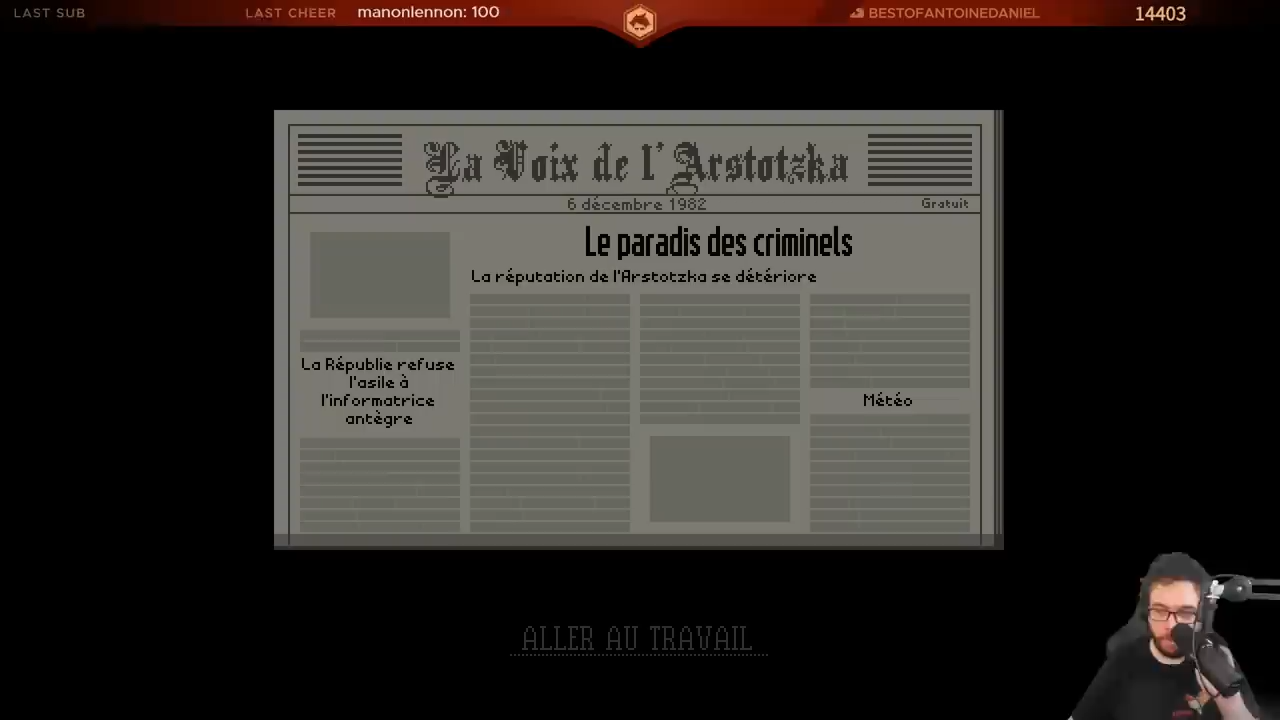 LAST SUB
LAST CHEER manonlennon: 100
BESTOFANTOINEDANIEL
14403
La Voix de l'Arstotzka
6 décembre 1982
Gratuit
Le paradis des criminels
La réputation de l'Arstotzka se détériore
La Républie refuse
l'asile à
l'informatrice
antègre
Météo
ALLER AU TRAVAIL